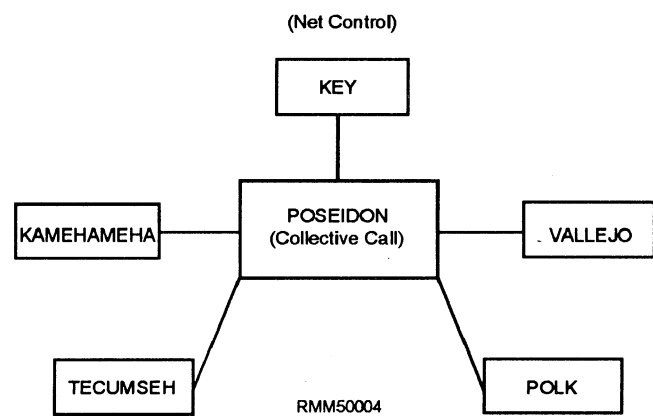 (Net Control)
KEY
KAMEHAMEHA
POSEIDON
(Collective Call)
VALLEJO
TECUMSEH
POLK
RMM50004